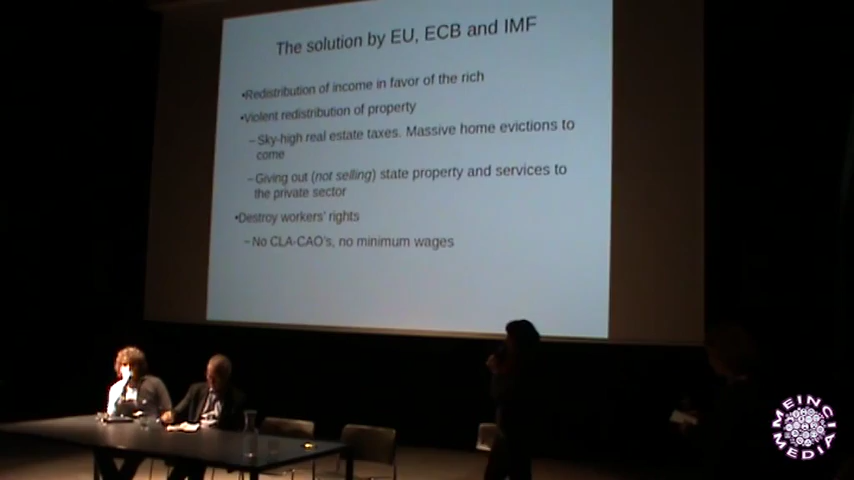 The solution by EU, ECB and IMF
•Redistribution of income in favor of the rich
•Violent redistribution of property
–Sky-high real estate taxes. Massive home evictions to
come
–Giving out (not selling) state property and services to
the private sector
•Destroy workers' rights
–No CLA-CAO's, no minimum wages
MEINCIA
MEDIA